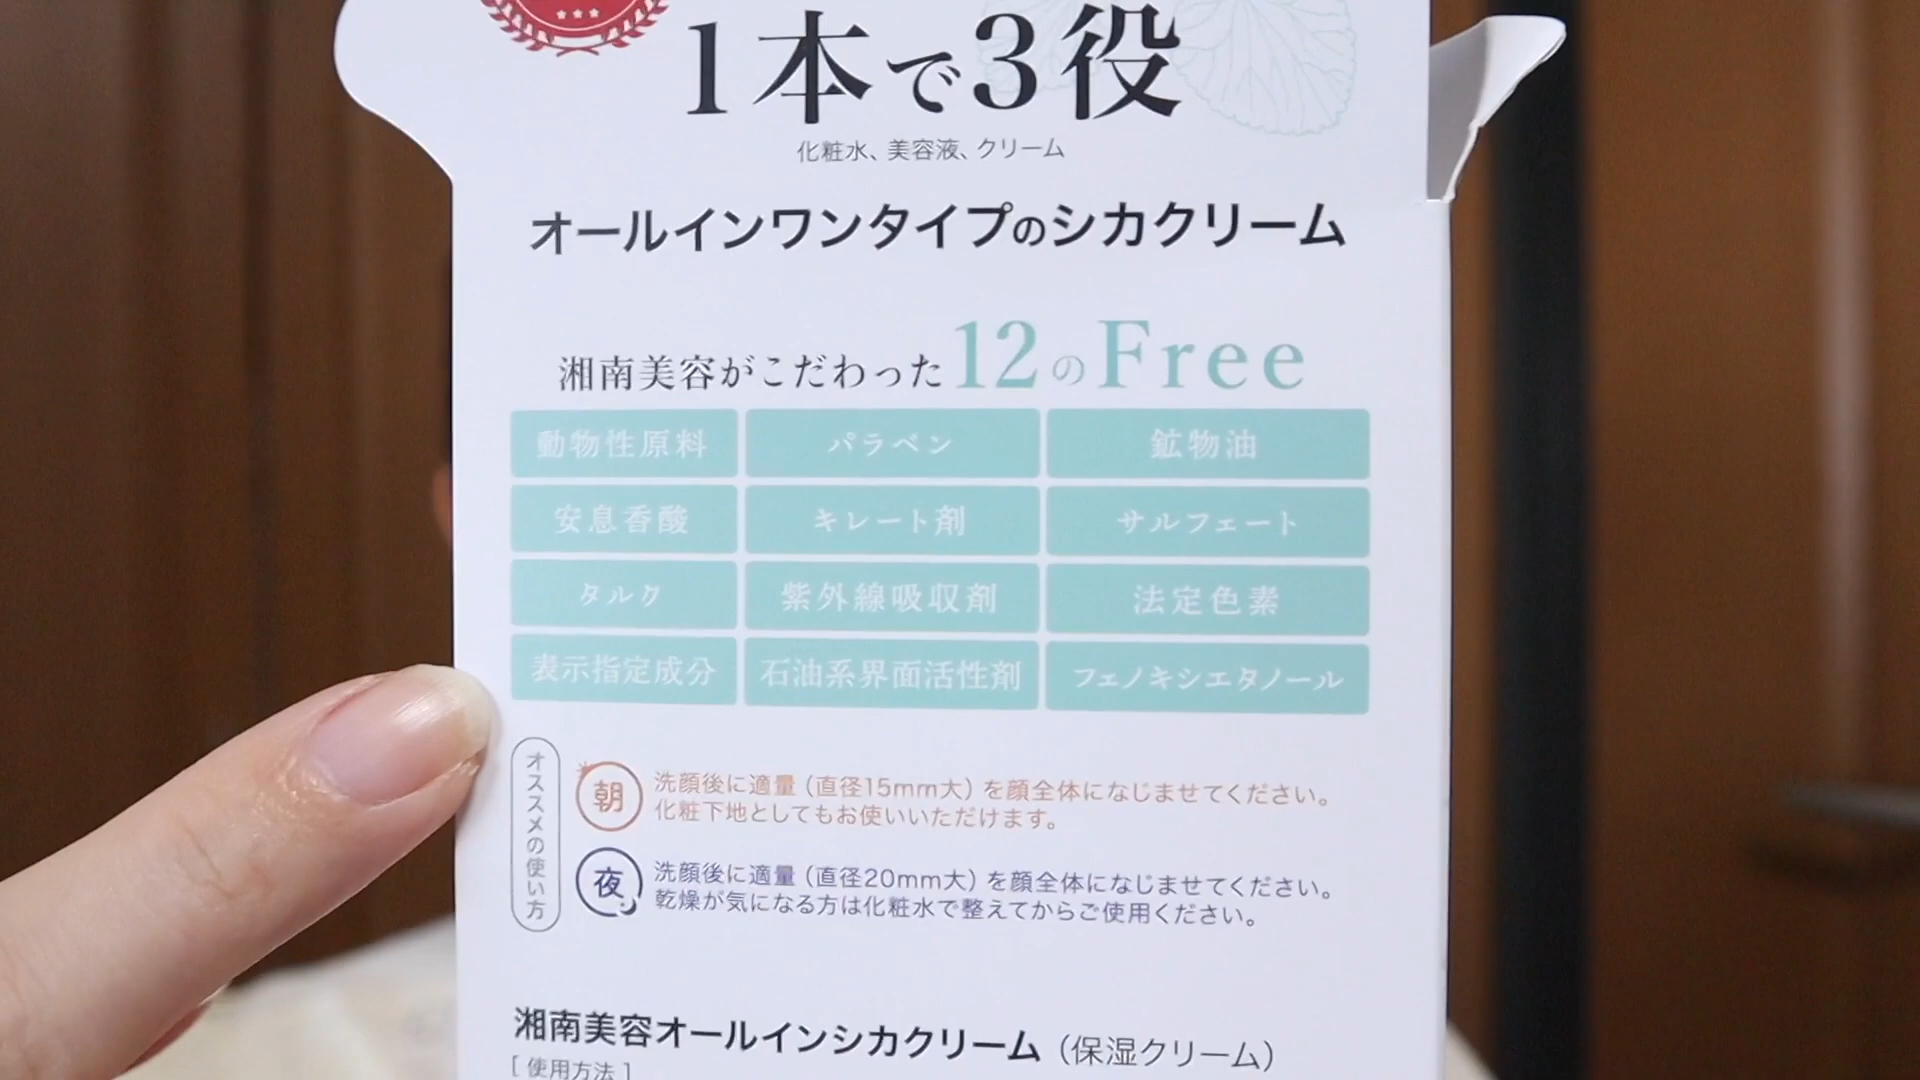 1本で3役
化粧水、美容液、クリーム
オールインワンタイプのシカクリーム
湘南美容がこだわった12のFree
動物性原料 パラベン 鉱物油
安息香酸 キレート剤 サルフェート
タルク 紫外線吸収剤 法定色素
表示指定成分 石油系界面活性剤 フェノキシエタノール
オススメの使い方
朝
洗顔後に適量（直径15mm大）を顔全体になじませてください。
化粧下地としてもお使いいただけます。
夜
洗顔後に適量（直径20mm大）を顔全体になじませてください。
乾燥が気になる方は化粧水で整えてからご使用ください。
湘南美容オールインシカクリーム（保湿クリーム）
［使用方法］